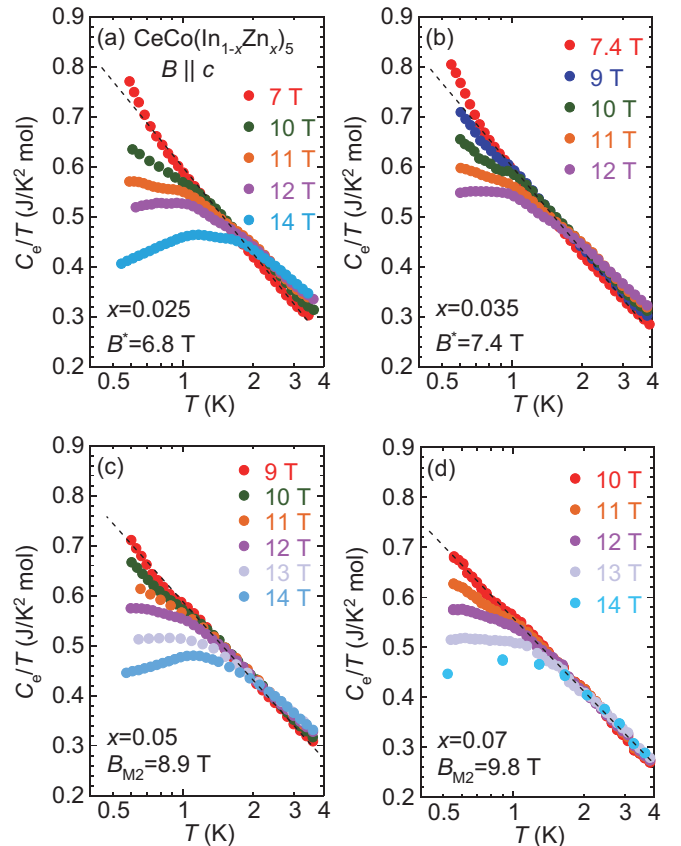 (a) CeCo(In1-xZnx)5
B || c
7 T
10 T
11 T
12 T
14 T
x=0.025
B*=6.8 T
0.9
0.8
0.7
0.6
0.5
0.4
0.3
0.2
Ce/T (J/K2 mol)
0.5 1 2 3 4
T (K)
(b)
7.4 T
9 T
10 T
11 T
12 T
x=0.035
B*=7.4 T
0.9
0.8
0.7
0.6
0.5
0.4
0.3
0.2
Ce/T (J/K2 mol)
0.5 1 2 3 4
T (K)
(c)
9 T
10 T
11 T
12 T
13 T
14 T
x=0.05
BM2=8.9 T
0.9
0.8
0.7
0.6
0.5
0.4
0.3
0.2
Ce/T (J/K2 mol)
0.5 1 2 3 4
T (K)
(d)
10 T
11 T
12 T
13 T
14 T
x=0.07
BM2=9.8 T
0.9
0.8
0.7
0.6
0.5
0.4
0.3
0.2
Ce/T (J/K2 mol)
0.5 1 2 3 4
T (K)